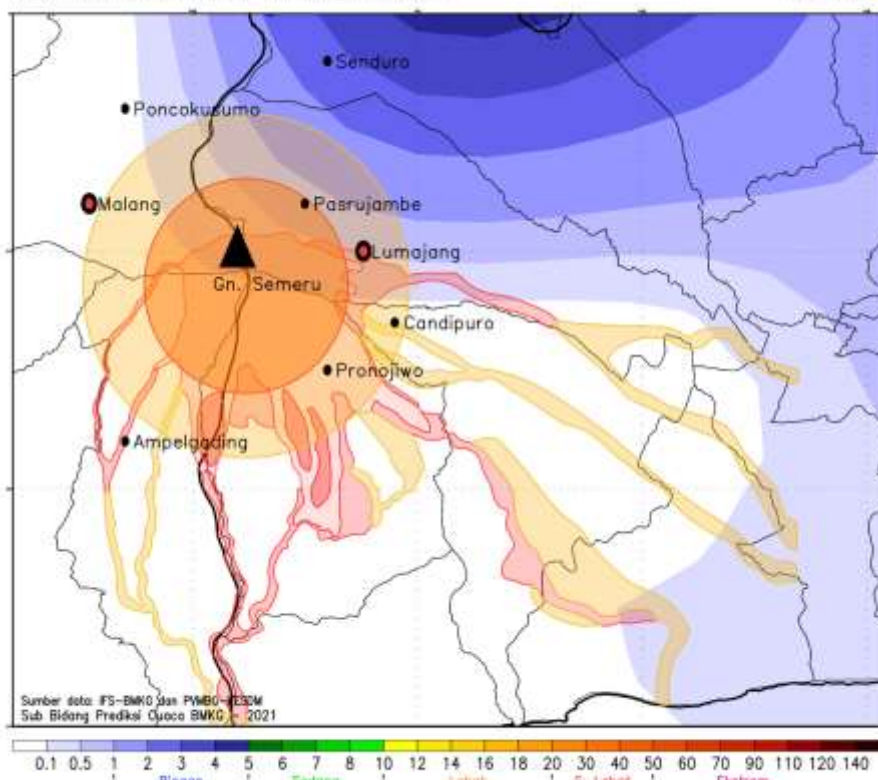 Senduro
Poncokusumo
Malang
Pasrujambe
Lumajang
Gn. Semeru
Candipuro
Pronojiwo
Ampelgading
Sumber data: IFS-BMKG dan PVMBG-KESDM
Sub Bidang Prediksi Cuaca BMKG - 2021
0.1 0.5 1 2 3 4 5 6 7 8 10 12 14 16 18 20 30 40 50 60 70 90 110 120 140